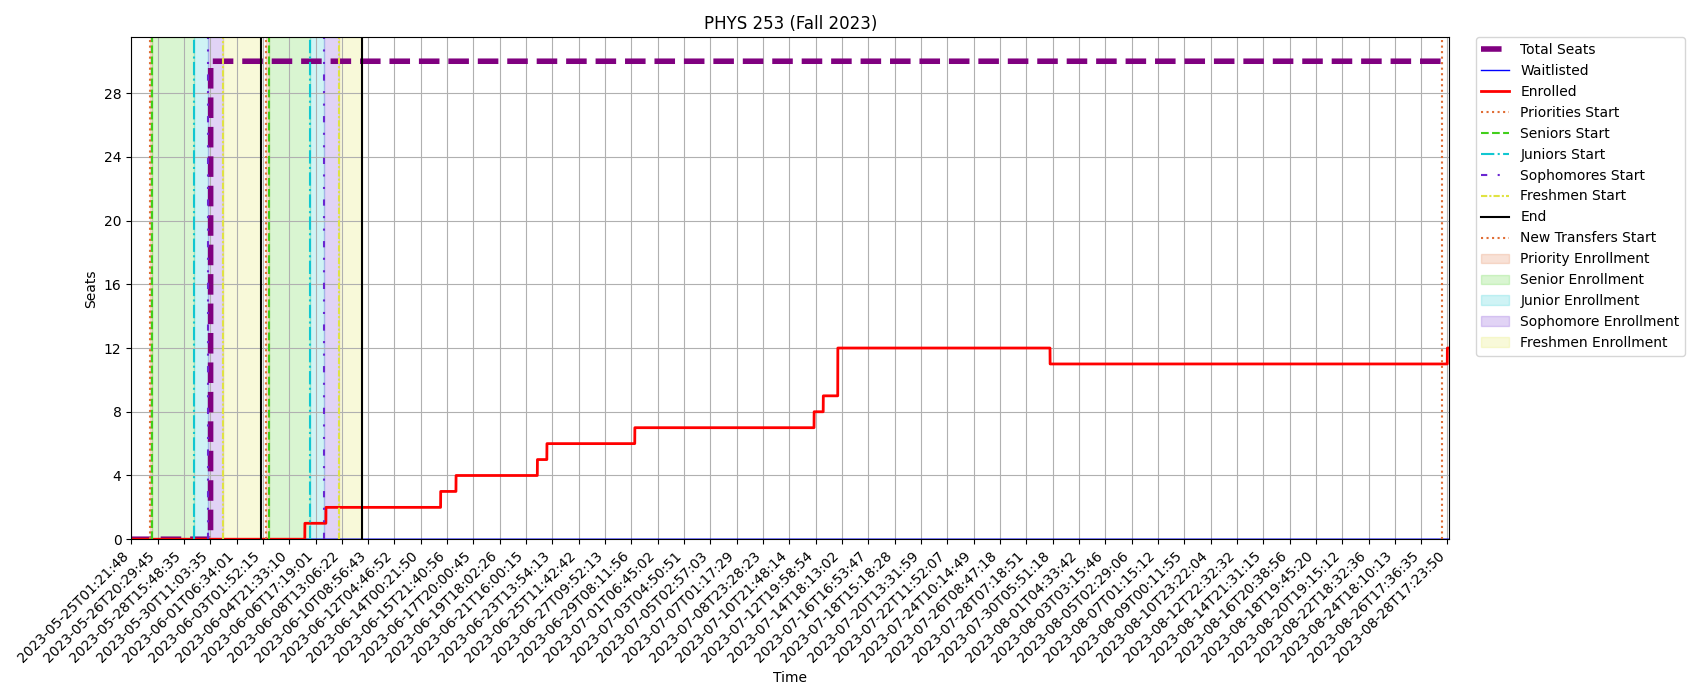 PHYS 253 (Fall 2023)
Total Seats
Waitlisted
Enrolled
Priorities Start
Seniors Start
Juniors Start
Sophomores Start
Freshmen Start
End
New Transfers Start
Priority Enrollment
Senior Enrollment
Junior Enrollment
Sophomore Enrollment
Freshmen Enrollment
Seats
28
24
20
16
12
8
4
0
2023-05-25T01:21:48
2023-05-26T20:29:45
2023-05-28T15:48:35
2023-05-30T11:03:35
2023-06-01T06:34:01
2023-06-03T01:52:15
2023-06-04T21:33:10
2023-06-06T17:19:01
2023-06-08T13:06:22
2023-06-10T08:56:43
2023-06-12T04:46:52
2023-06-14T00:21:50
2023-06-15T21:40:56
2023-06-17T20:00:45
2023-06-19T18:02:26
2023-06-21T16:00:15
2023-06-23T13:54:13
2023-06-25T11:42:42
2023-06-27T09:52:13
2023-06-29T08:11:56
2023-07-01T06:45:02
2023-07-03T04:50:51
2023-07-05T02:57:03
2023-07-07T01:17:29
2023-07-08T23:28:23
2023-07-10T21:48:14
2023-07-12T19:58:54
2023-07-14T18:13:02
2023-07-16T16:53:47
2023-07-18T15:18:28
2023-07-20T13:31:59
2023-07-22T11:52:07
2023-07-24T10:14:49
2023-07-26T08:47:18
2023-07-28T07:18:51
2023-07-30T05:51:18
2023-08-01T04:33:42
2023-08-03T03:15:46
2023-08-05T02:29:06
2023-08-07T01:15:12
2023-08-09T00:11:55
2023-08-10T23:22:04
2023-08-12T22:32:32
2023-08-14T21:31:15
2023-08-16T20:38:56
2023-08-18T19:45:20
2023-08-20T19:15:12
2023-08-22T18:32:36
2023-08-24T18:10:13
2023-08-26T17:36:35
2023-08-28T17:23:50
Time